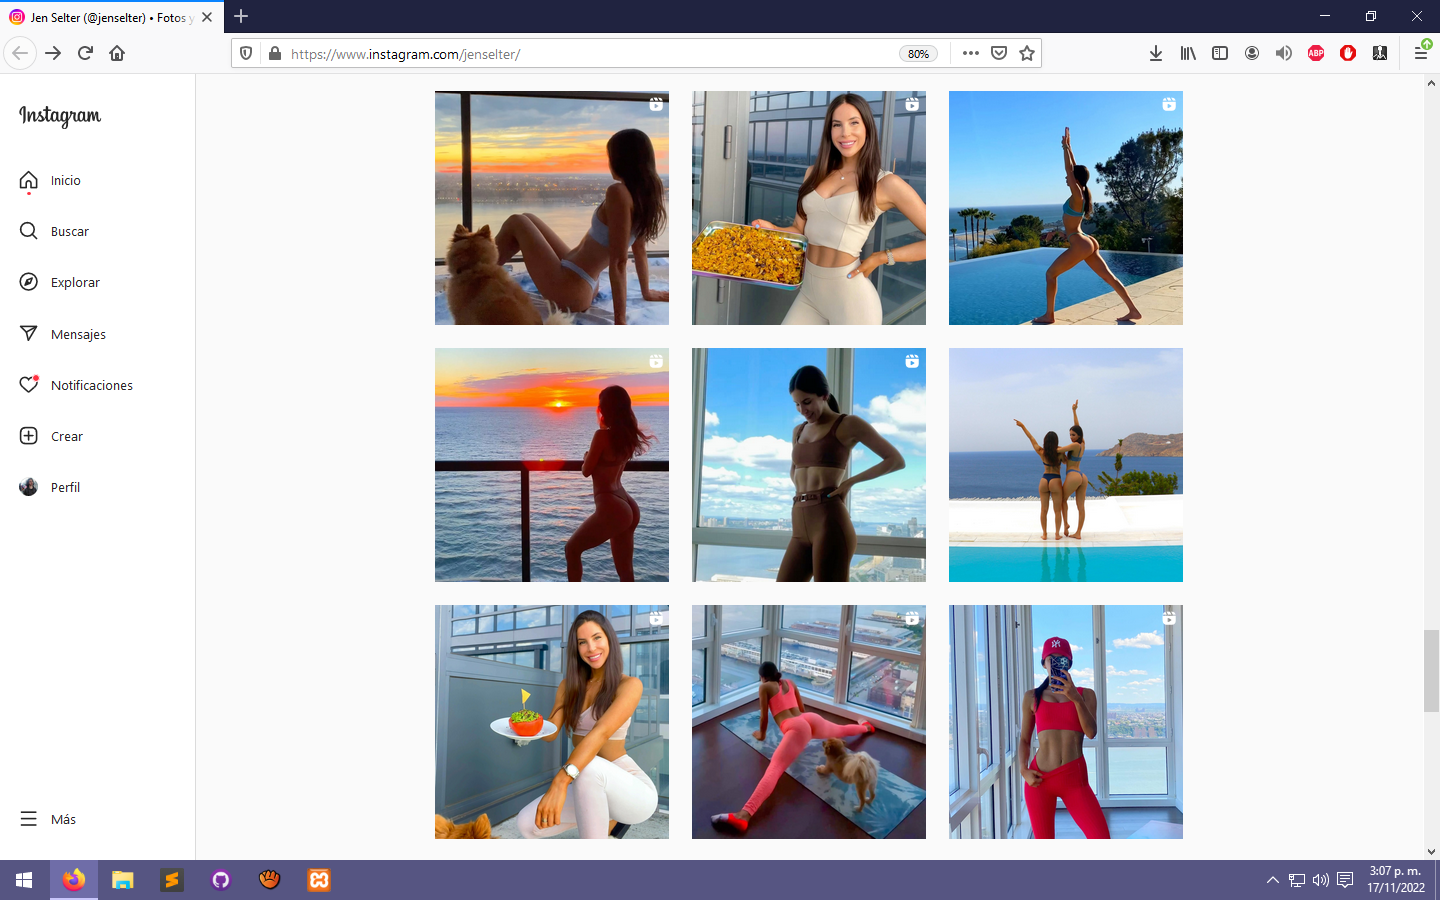 Jen Selter (@jenselter) • Fotos y
https://www.instagram.com/jenselter/
80%
ABP
Instagram
Inicio
Buscar
Explorar
Mensajes
Notificaciones
Crear
Perfil
Más
3:07 p. m.
17/11/2022